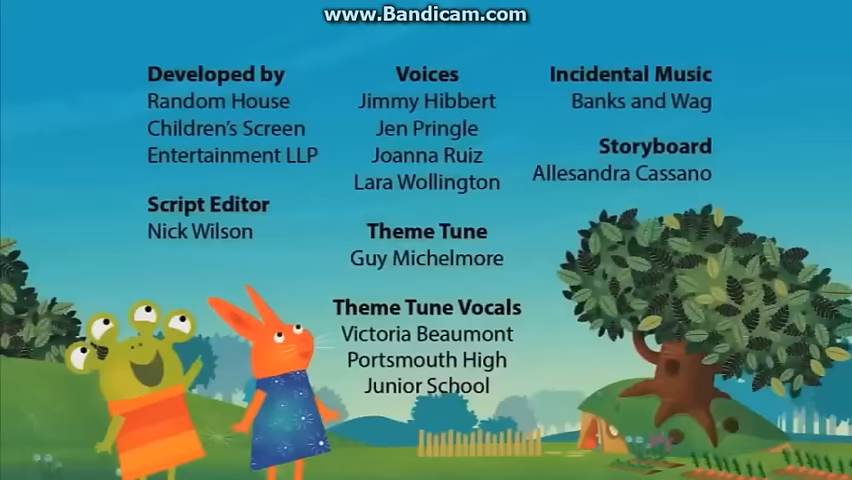 www.Bandicam.com
Developed by
Random House
Children's Screen
Entertainment LLP
Script Editor
Nick Wilson
Voices
Jimmy Hibbert
Jen Pringle
Joanna Ruiz
Lara Wollington
Theme Tune
Guy Michelmore
Theme Tune Vocals
Victoria Beaumont
Portsmouth High
Junior School
Incidental Music
Banks and Wag
Storyboard
Allesandra Cassano